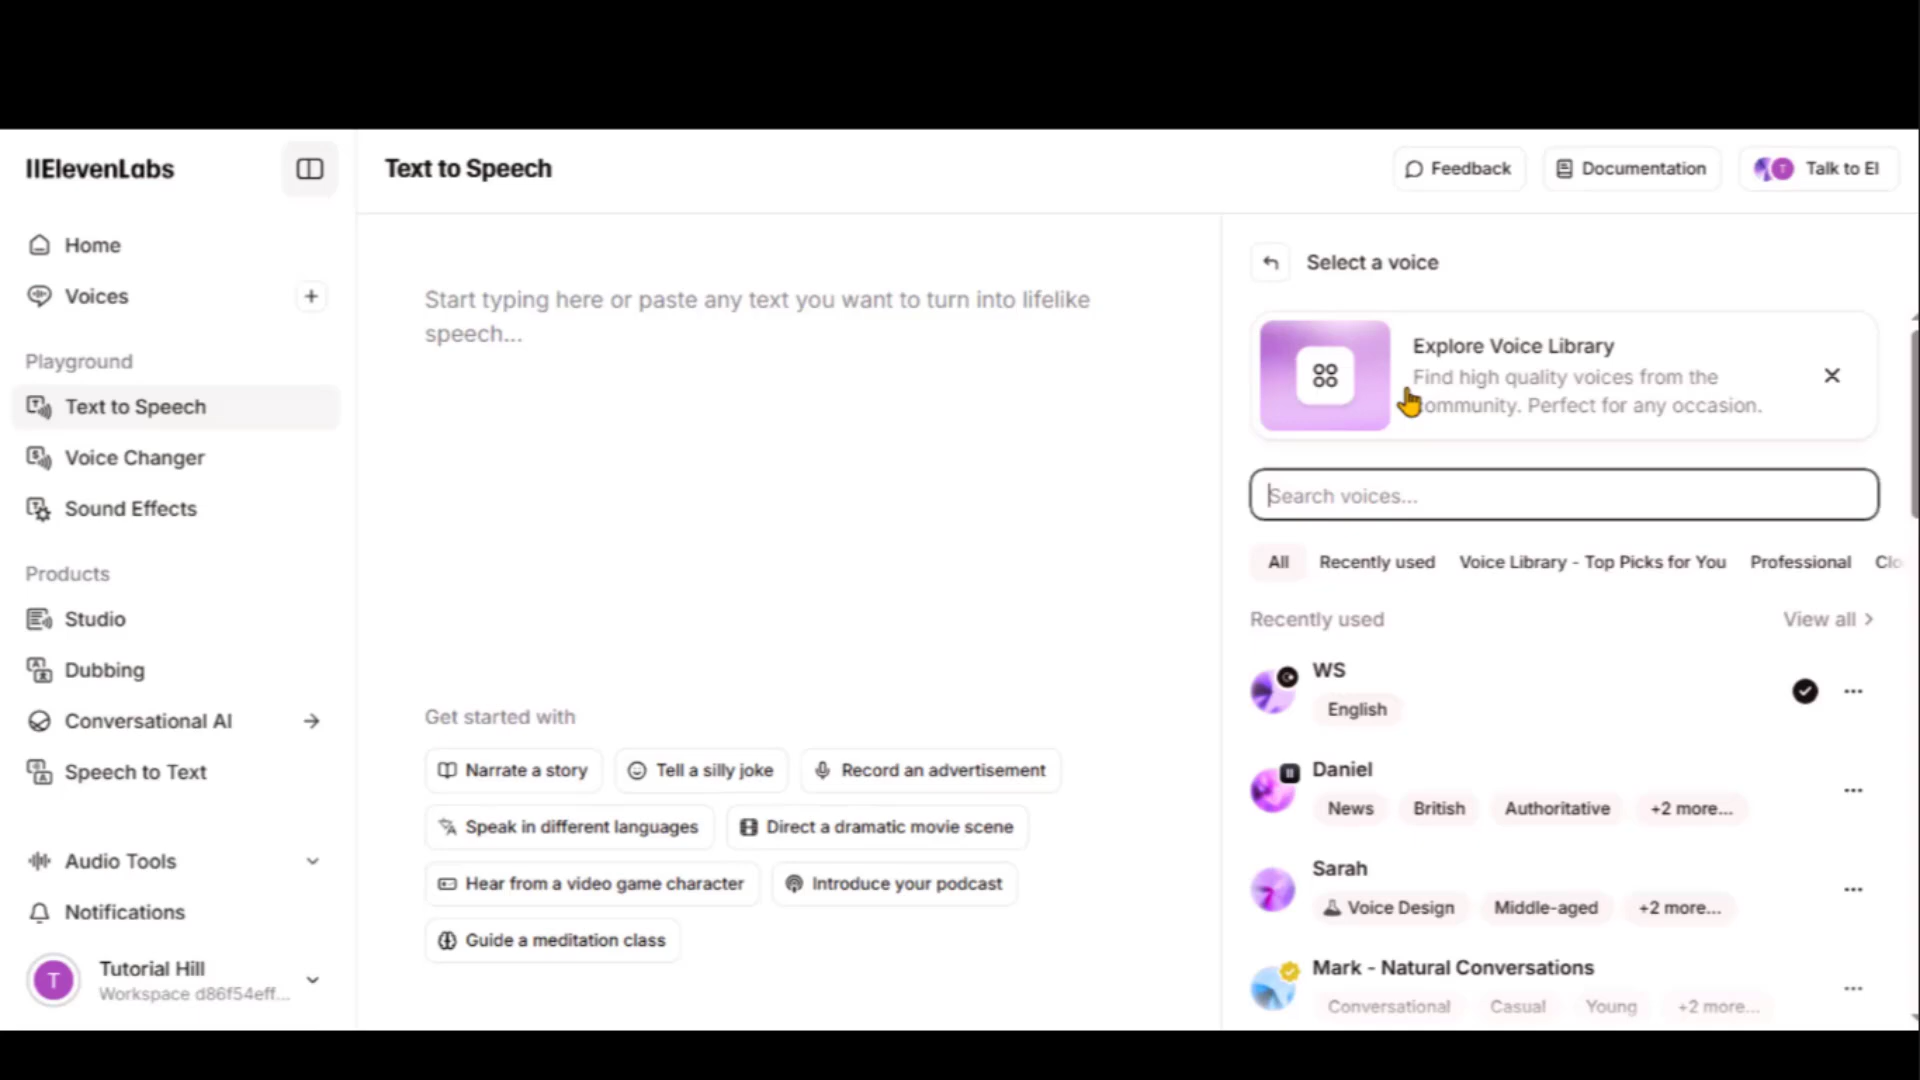 IIElevenLabs
Home
Voices
Playground
Text to Speech
Voice Changer
Sound Effects
Products
Studio
Dubbing
Conversational AI
Speech to Text
Audio Tools
Notifications
T
Tutorial Hill
Workspace d86f54eff...
Text to Speech
Feedback
Documentation
T
Talk to El
Start typing here or paste any text you want to turn into lifelike
speech...
Get started with
Narrate a story
Tell a silly joke
Record an advertisement
Speak in different languages
Direct a dramatic movie scene
Hear from a video game character
Introduce your podcast
Guide a meditation class
Select a voice
Explore Voice Library
Find high quality voices from the
community. Perfect for any occasion.
Search voices...
All
Recently used
Voice Library - Top Picks for You
Professional
Clo
Recently used
View all
WS
English
Daniel
News
British
Authoritative
+2 more...
Sarah
Voice Design
Middle-aged
+2 more...
Mark - Natural Conversations
Conversational
Casual
Young
+2 more...